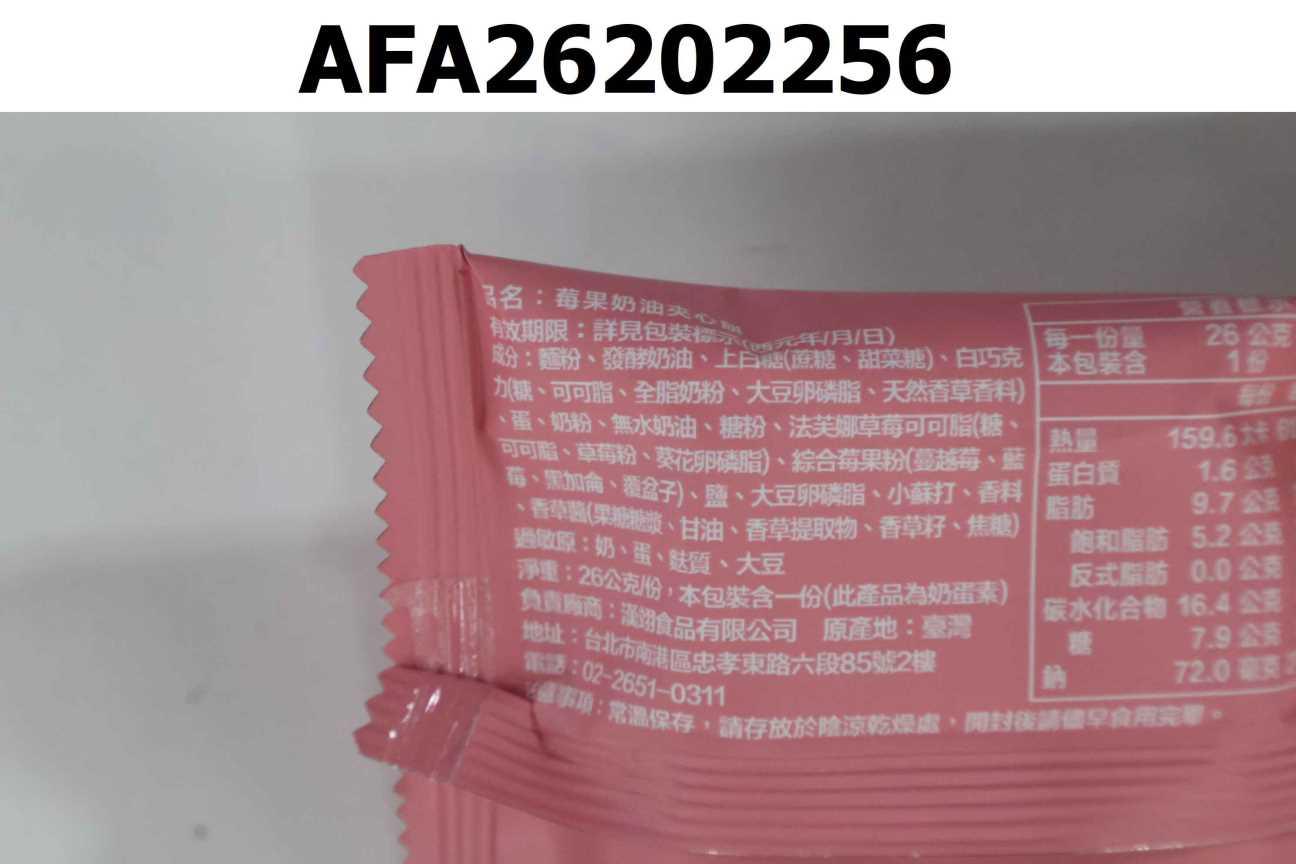 AFA26202256
品名：莓果奶油夾心餅
有效期限：詳見包裝標示(西元年/月/日)
成分：麵粉、發酵奶油、上白糖(蔗糖、甜菜糖)、白巧克
力(糖、可可脂、全脂奶粉、大豆卵磷脂、天然香草香料)
、蛋、奶粉、無水奶油、糖粉、法芙娜草莓可可脂(糖、
可可脂、草莓粉、葵花卵磷脂)、綜合莓果粉(蔓越莓、藍
莓、黑加侖、覆盆子)、鹽、大豆卵磷脂、小蘇打、香料
、香草醬(果糖糖漿、甘油、香草提取物、香草籽、焦糖)
過敏原：奶、蛋、麩質、大豆
淨重：26公克/份，本包裝含一份(此產品為奶蛋素)
負責廠商：漢翊食品有限公司 原產地：臺灣
地址：台北市南港區忠孝東路六段85號2樓
電話：02-2651-0311
注意事項：常溫保存，請存放於陰涼乾燥處，開封後請儘早食用完畢。
每一份量 26 公克
本包裝含 1 份
每份
熱量 159.6 大卡
蛋白質 1.6 公克
脂肪 9.7 公克
飽和脂肪 5.2 公克
反式脂肪 0.0 公克
碳水化合物 16.4 公克
糖 7.9 公克
鈉 72.0 毫克